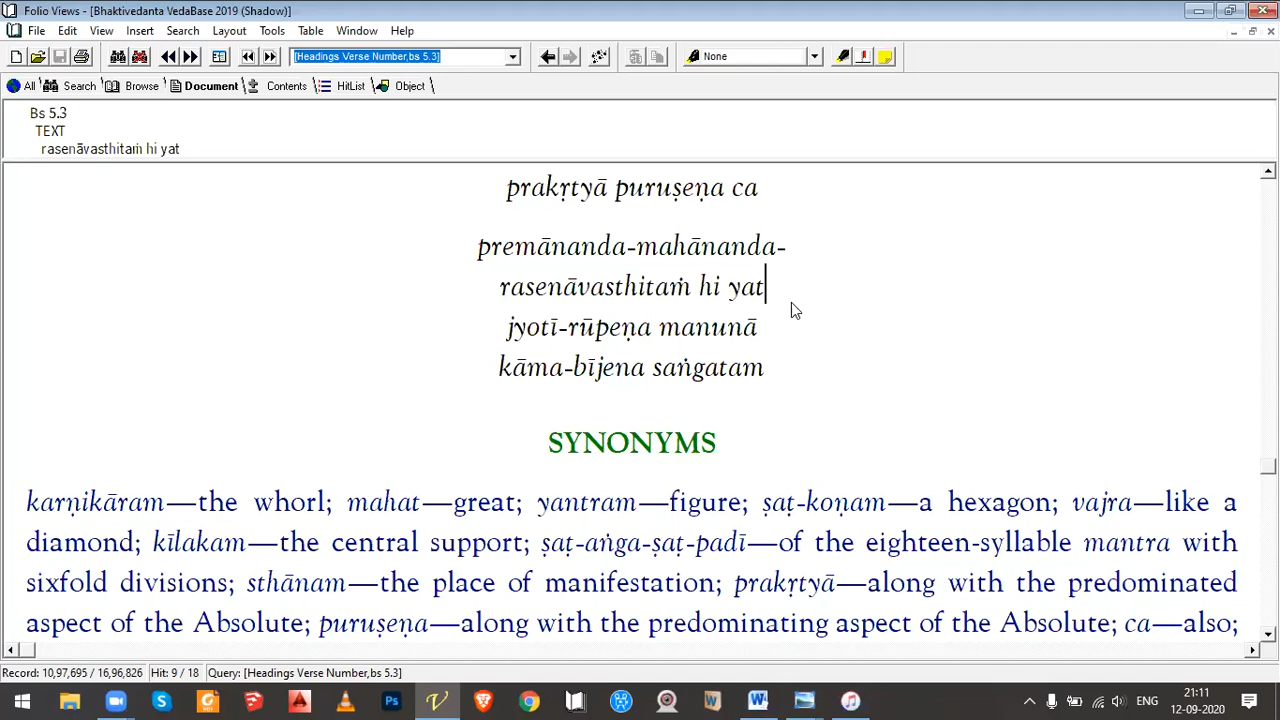 Folio Views - [Bhaktivedanta VedaBase 2019 (Shadow)]
File Edit View Insert Search Layout Tools Table Window Help
[Headings Verse Number,bs 5.3] None
All Search Browse Document Contents HitList Object
Bs 5.3
TEXT
rasenāvasthitaṁ hi yat
prakṛtyā puruṣeṇa ca
premānanda-mahānanda-
rasenāvasthitaṁ hi yat
jyotī-rūpeṇa manunā
kāma-bījena saṅgatam
SYNONYMS
karṇikāram—the whorl; mahat—great; yantram—figure; ṣaṭ-koṇam—a hexagon; vajra—like a
diamond; kīlakam—the central support; ṣaṭ-aṅga-ṣaṭ-padī—of the eighteen-syllable mantra with
sixfold divisions; sthānam—the place of manifestation; prakṛtyā—along with the predominated
aspect of the Absolute; puruṣeṇa—along with the predominating aspect of the Absolute; ca—also;
Record: 10,97,695 / 16,96,826 Hit: 9 / 18 Query: [Headings Verse Number,bs 5.3]
ENG
21:11
12-09-2020